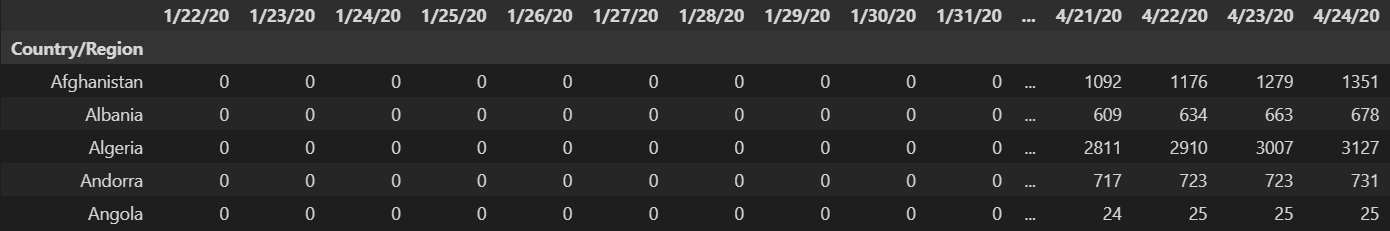 1/22/20 1/23/20 1/24/20 1/25/20 1/26/20 1/27/20 1/28/20 1/29/20 1/30/20 1/31/20 ... 4/21/20 4/22/20 4/23/20 4/24/20
Country/Region
Afghanistan 0 0 0 0 0 0 0 0 0 0 ... 1092 1176 1279 1351
Albania 0 0 0 0 0 0 0 0 0 0 ... 609 634 663 678
Algeria 0 0 0 0 0 0 0 0 0 0 ... 2811 2910 3007 3127
Andorra 0 0 0 0 0 0 0 0 0 0 ... 717 723 723 731
Angola 0 0 0 0 0 0 0 0 0 0 ... 24 25 25 25